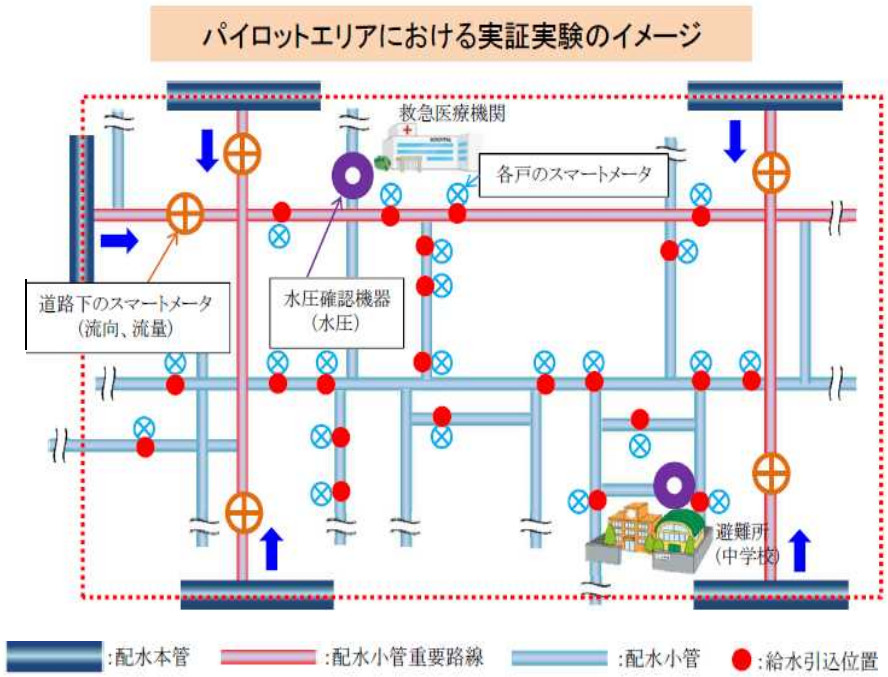 パイロットエリアにおける実証実験のイメージ
救急医療機関
HOSPITAL
各戸のスマートメータ
道路下のスマートメータ
(流向、流量)
水圧確認機器
(水圧)
避難所
(中学校)
:配水本管
:配水小管重要路線
:配水小管
:給水引込位置